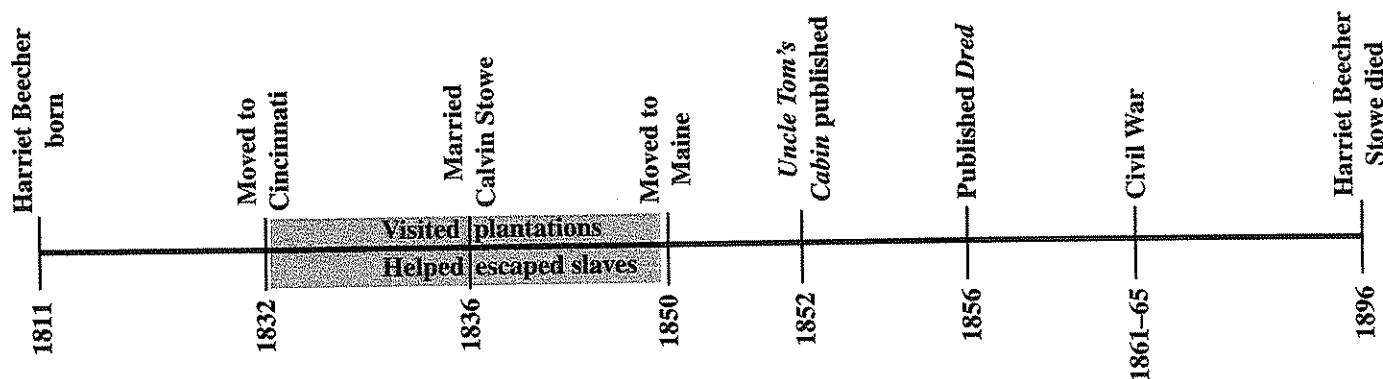 Harriet Beecher
born
Moved to
Cincinnati
Married
Calvin Stowe
Moved to
Maine
Uncle Tom's
Cabin published
Published Dred
Civil War
Harriet Beecher
Stowe died
Visited plantations
Helped escaped slaves
1811
1832
1836
1850
1852
1856
1861–65
1896